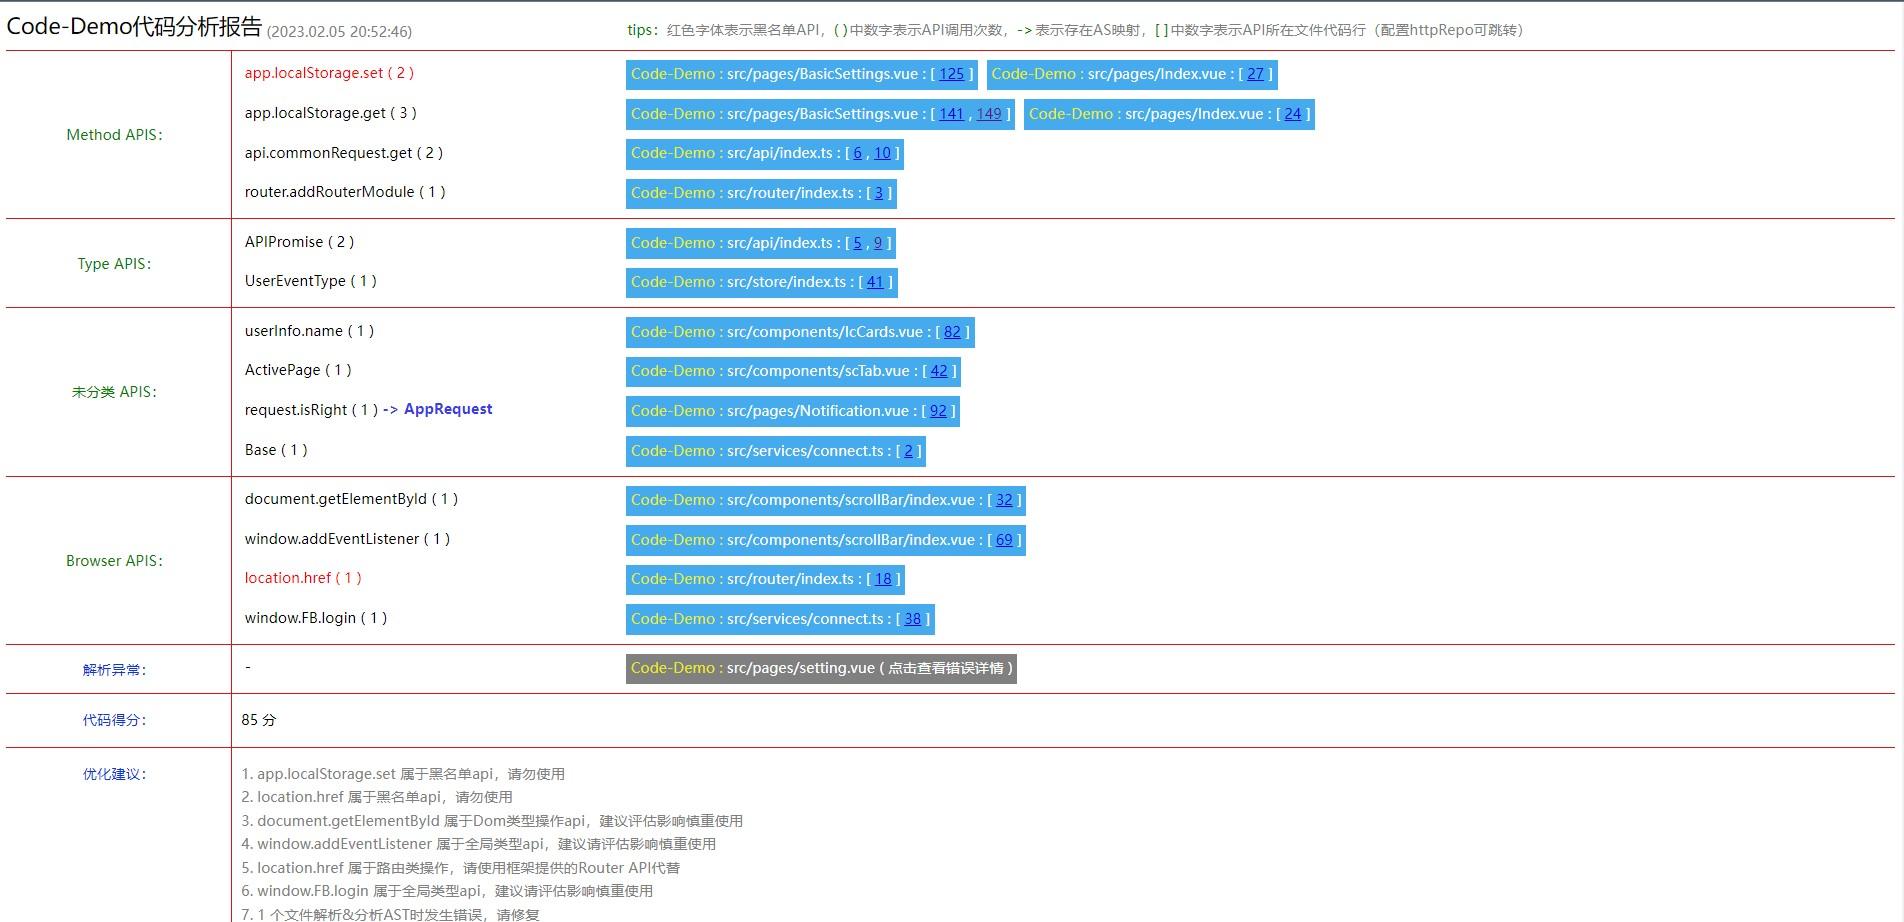 Code-Demo代码分析报告 (2023.02.05 20:52:46) tips：红色字体表示黑名单API，( )中数字表示API调用次数，-> 表示存在AS映射，[ ]中数字表示API所在文件代码行（配置httpRepo可跳转）
app.localStorage.set ( 2 ) Code-Demo : src/pages/BasicSettings.vue : [ 125 ] Code-Demo : src/pages/Index.vue : [ 27 ]
app.localStorage.get ( 3 ) Code-Demo : src/pages/BasicSettings.vue : [ 141 , 149 ] Code-Demo : src/pages/Index.vue : [ 24 ]
Method APIS：
api.commonRequest.get ( 2 ) Code-Demo : src/api/index.ts : [ 6 , 10 ]
router.addRouterModule ( 1 ) Code-Demo : src/router/index.ts : [ 3 ]
APIPromise ( 2 ) Code-Demo : src/api/index.ts : [ 5 , 9 ]
Type APIS：
UserEventType ( 1 ) Code-Demo : src/store/index.ts : [ 41 ]
userInfo.name ( 1 ) Code-Demo : src/components/IcCards.vue : [ 82 ]
ActivePage ( 1 ) Code-Demo : src/components/scTab.vue : [ 42 ]
未分类 APIS：
request.isRight ( 1 ) -> AppRequest Code-Demo : src/pages/Notification.vue : [ 92 ]
Base ( 1 ) Code-Demo : src/services/connect.ts : [ 2 ]
document.getElementById ( 1 ) Code-Demo : src/components/scrollBar/index.vue : [ 32 ]
window.addEventListener ( 1 ) Code-Demo : src/components/scrollBar/index.vue : [ 69 ]
Browser APIS：
location.href ( 1 ) Code-Demo : src/router/index.ts : [ 18 ]
window.FB.login ( 1 ) Code-Demo : src/services/connect.ts : [ 38 ]
解析异常： - Code-Demo : src/pages/setting.vue ( 点击查看错误详情 )
代码得分： 85 分
优化建议： 1. app.localStorage.set 属于黑名单api，请勿使用
2. location.href 属于黑名单api，请勿使用
3. document.getElementById 属于Dom类型操作api，建议评估影响慎重使用
4. window.addEventListener 属于全局类型api，建议请评估影响慎重使用
5. location.href 属于路由类操作，请使用框架提供的Router API代替
6. window.FB.login 属于全局类型api，建议请评估影响慎重使用
7. 1 个文件解析&分析AST时发生错误，请修复